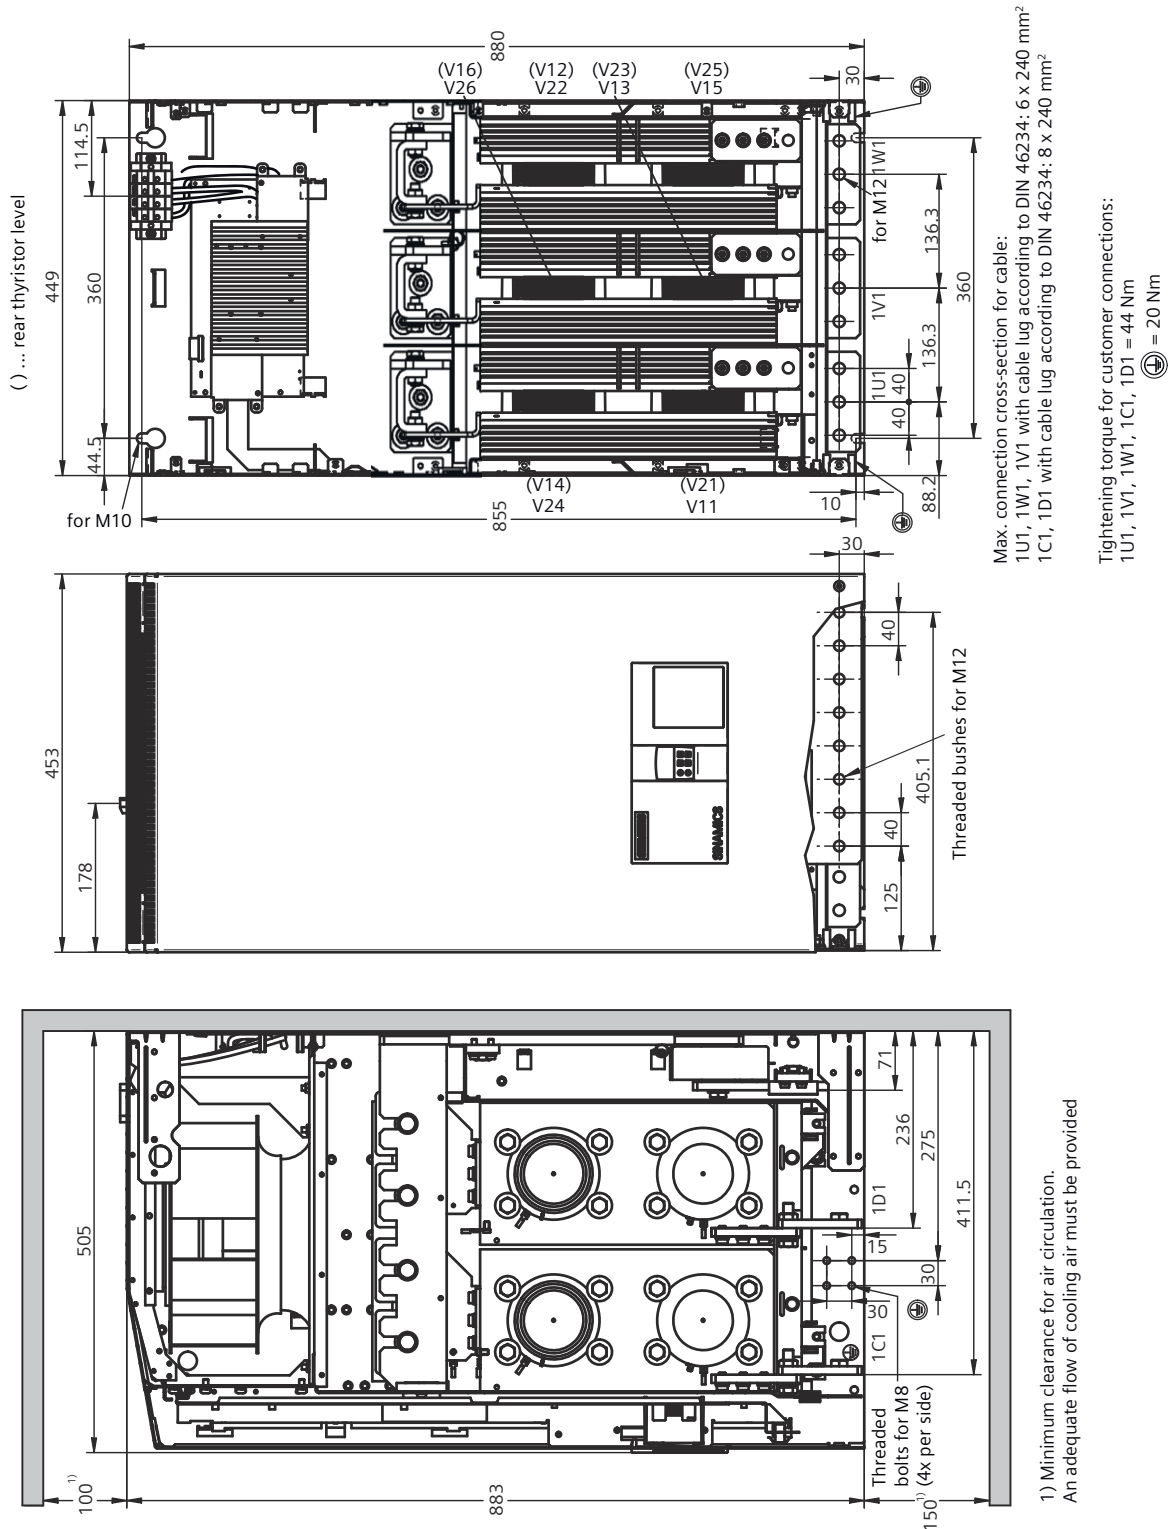 ( ) ... rear thyristor level
449
114.5
360
44.5
for M10
880
(V16)
V26
(V12)
V22
(V23)
V13
(V25)
V15
30
for M12
1W1
1V1
1U1
136.3
136.3
360
40
40
88.2
10
(V14)
V24
(V21)
V11
855
Max. connection cross-section for cable:
1U1, 1W1, 1V1 with cable lug according to DIN 46234: 6 x 240 mm²
1C1, 1D1 with cable lug according to DIN 46234: 8 x 240 mm²
Tightening torque for customer connections:
1U1, 1V1, 1W1, 1C1, 1D1 = 44 Nm
= 20 Nm
453
178
SIEMENS
SINAMICS
30
40
405.1
40
125
Threaded bushes for M12
505
71
236
275
411.5
1D1
15
30
30
1C1
Threaded
bolts for M8
(4x per side)
100 1)
883
150 1)
1) Minimum clearance for air circulation.
An adequate flow of cooling air must be provided